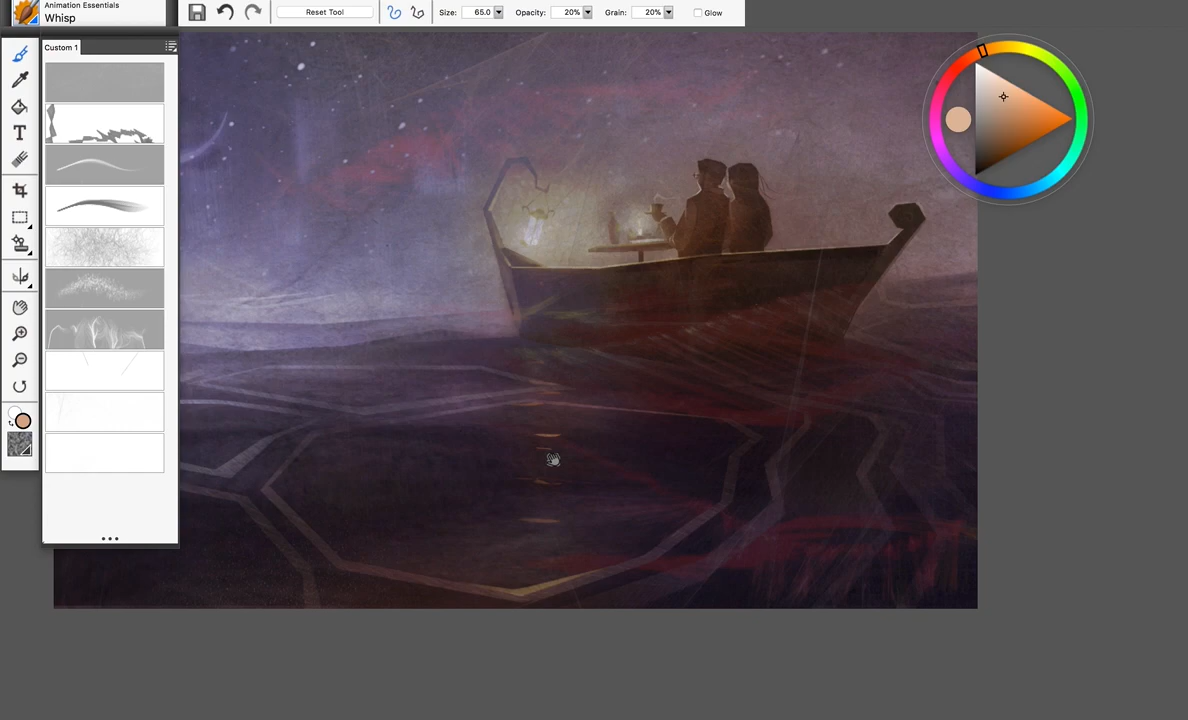 Animation Essentials
Whisp
Reset Tool
Size: 65.0
Opacity: 20%
Grain: 20%
Glow
Custom 1
T